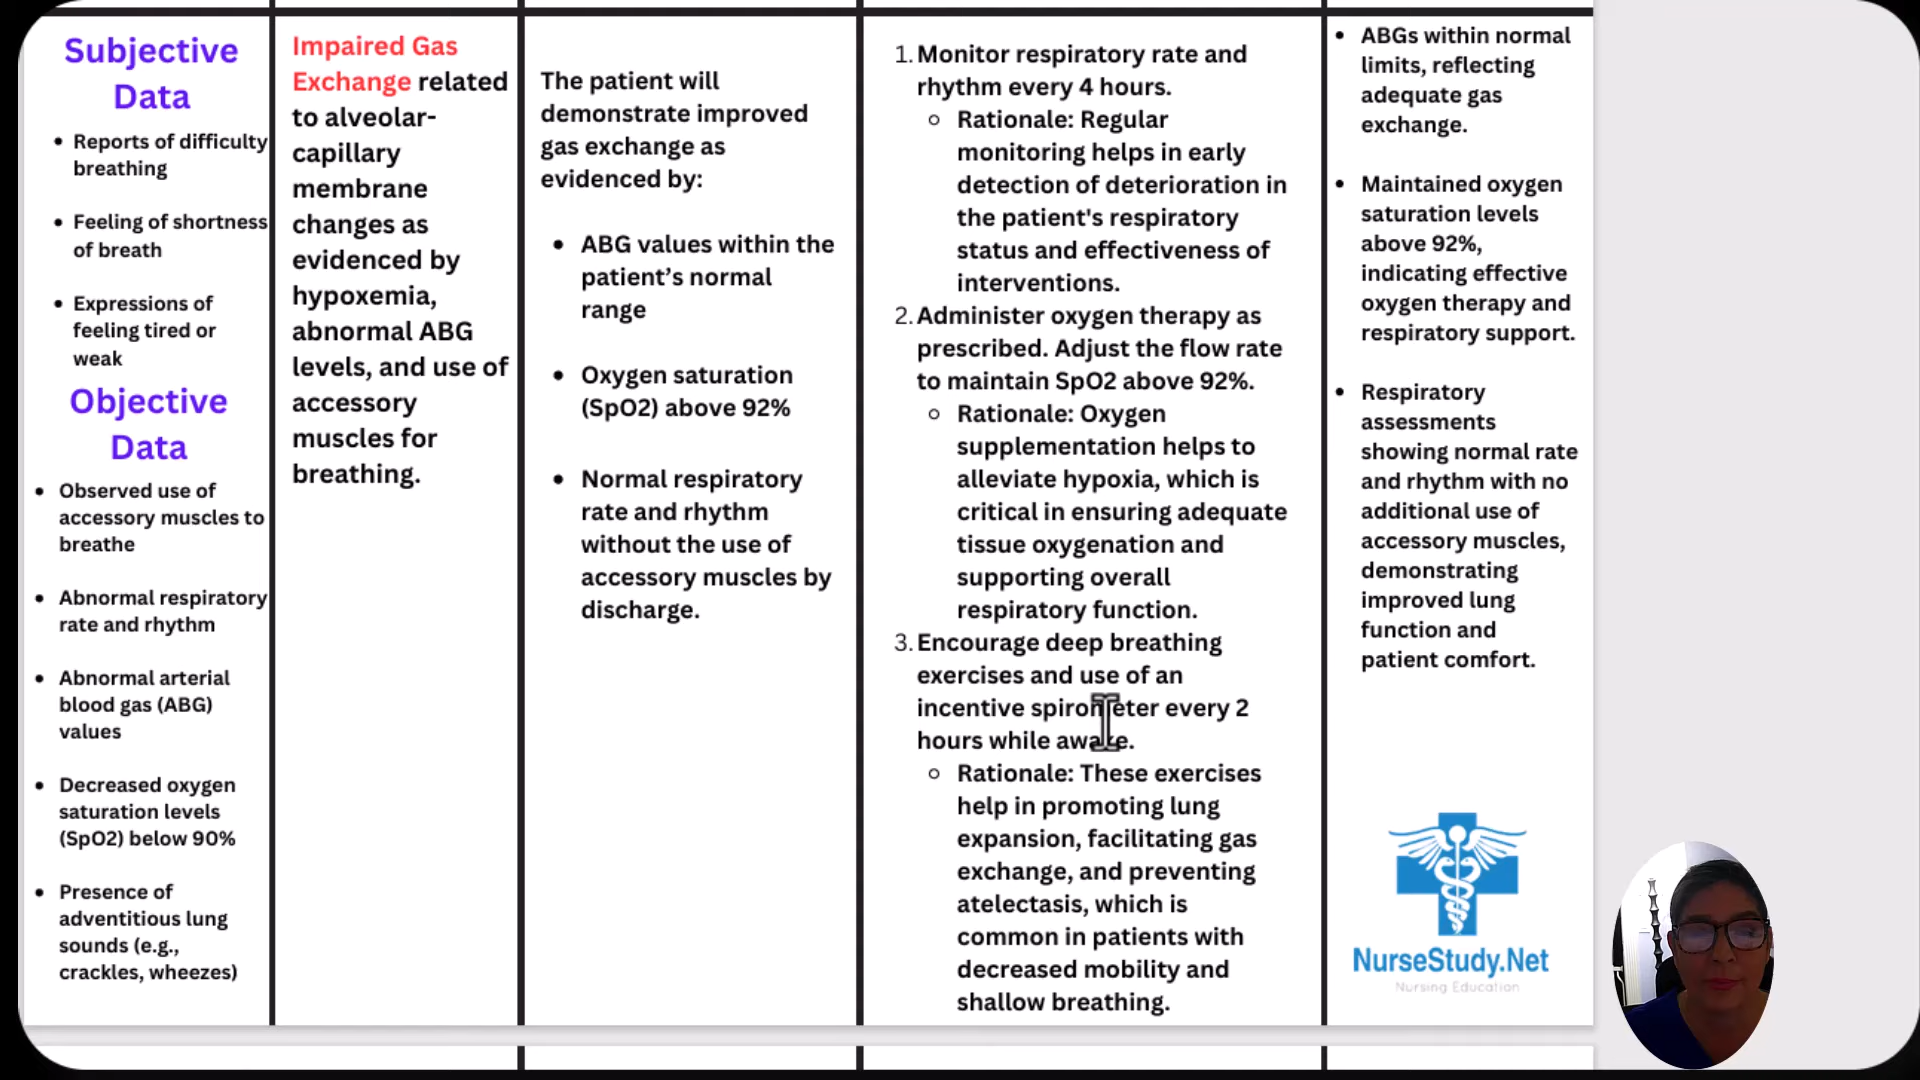 Subjective
Data
• Reports of difficulty
breathing
• Feeling of shortness
of breath
• Expressions of
feeling tired or
weak
Objective
Data
• Observed use of
accessory muscles to
breathe
• Abnormal respiratory
rate and rhythm
• Abnormal arterial
blood gas (ABG)
values
• Decreased oxygen
saturation levels
(SpO2) below 90%
• Presence of
adventitious lung
sounds (e.g.,
crackles, wheezes)
Impaired Gas
Exchange related
to alveolar-
capillary
membrane
changes as
evidenced by
hypoxemia,
abnormal ABG
levels, and use of
accessory
muscles for
breathing.
The patient will
demonstrate improved
gas exchange as
evidenced by:
• ABG values within the
patient’s normal
range
• Oxygen saturation
(SpO2) above 92%
• Normal respiratory
rate and rhythm
without the use of
accessory muscles by
discharge.
1. Monitor respiratory rate and
rhythm every 4 hours.
○ Rationale: Regular
monitoring helps in early
detection of deterioration in
the patient's respiratory
status and effectiveness of
interventions.
2. Administer oxygen therapy as
prescribed. Adjust the flow rate
to maintain SpO2 above 92%.
○ Rationale: Oxygen
supplementation helps to
alleviate hypoxia, which is
critical in ensuring adequate
tissue oxygenation and
supporting overall
respiratory function.
3. Encourage deep breathing
exercises and use of an
incentive spirometer every 2
hours while awake.
○ Rationale: These exercises
help in promoting lung
expansion, facilitating gas
exchange, and preventing
atelectasis, which is
common in patients with
decreased mobility and
shallow breathing.
• ABGs within normal
limits, reflecting
adequate gas
exchange.
• Maintained oxygen
saturation levels
above 92%,
indicating effective
oxygen therapy and
respiratory support.
• Respiratory
assessments
showing normal rate
and rhythm with no
additional use of
accessory muscles,
demonstrating
improved lung
function and
patient comfort.
NurseStudy.Net
Nursing Education